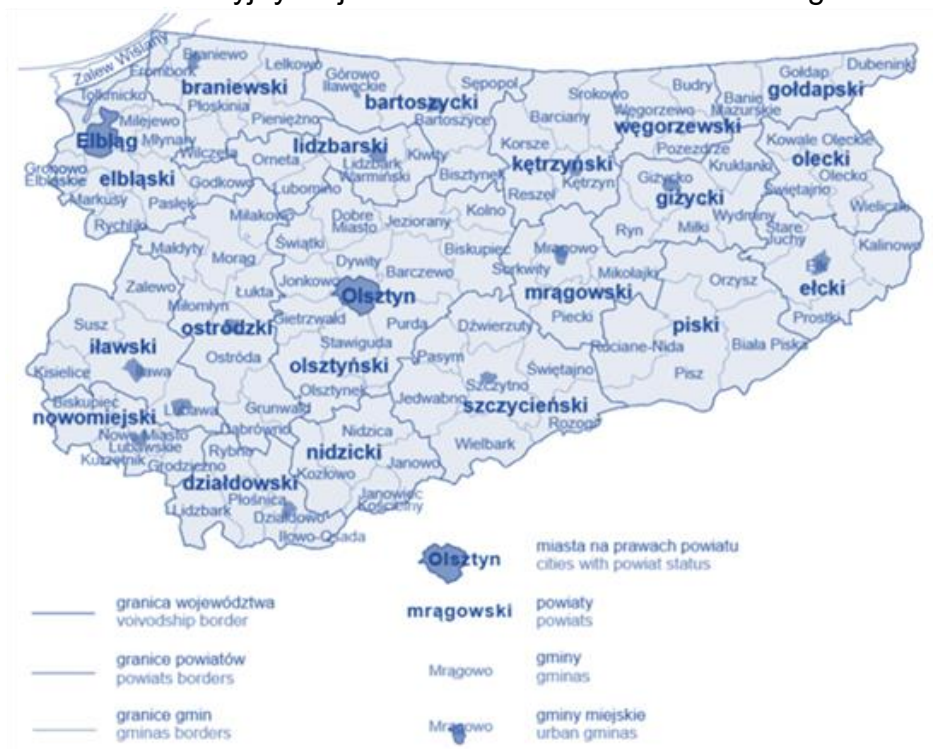 Zalew Wiślany
Braniewo
Frombork
Lelkowo
braniewski
Płoskinia
Pieniężno
Górowo
Iławeckie
Sępopol
bartoszycki
Bartoszyce
Srokowo
Barciany
Budry
Węgorzewo
Banie
Mazurskie
węgorzewski
Pozezdrze
Gołdap
Dubeninki
gołdapski
Tolkmicko
Milejewo
Elbląg
Młynary
Wilczęta
Gronowo
Elbląskie
elbląski
Godkowo
Markusy
Pasłęk
Rychliki
lidzbarski
Orneta
Lidzbark
Warmiński
Kiwity
Lubomino
Bisztynek
Korsze
kętrzyński
Reszel
Kętrzyn
Giżycko
Kruklanki
giżycki
Wydminy
Ryn
Miłki
Kowale Oleckie
olecki
Olecko
Świętajno
Wieliczki
Milakowo
Małdyty
Morąg
Zalewo
Miłomłyn
Łukta
ostródzki
Ostróda
Grunwald
Dąbrówno
Dobre
Miasto
Jeziorany
Kolno
Świątki
Dywity
Biskupiec
Jonkowo
Barczewo
Olsztyn
Gietrzwałd
Purda
Stawiguda
olsztyński
Olsztynek
Mrągowo
Sorkwity
Mikołajki
mrągowski
Piecki
Stare
Juchy
Kalinowo
Ełk
ełcki
Prostki
Orzysz
piski
Ruciane-Nida
Biała Piska
Pisz
Susz
iławski
Kisielice
Iława
Lubawa
Biskupiec
nowomiejski
Nowe Miasto
Lubawskie
Kurzętnik
Grodziczno
Dźwierzuty
Pasym
Szczytno
Świętajno
Jedwabno
szczycieński
Rozogi
Wielbark
Rybno
działdowski
Płośnica
Lidzbark
Działdowo
Iłowo-Osada
Nidzica
nidzicki
Kozłowo
Janowo
Janowiec
Kościelny
granica województwa
voivodship border
granice powiatów
powiats borders
granice gmin
gminas borders
Olsztyn
miasta na prawach powiatu
cities with powiat status
mrągowski
powiaty
powiats
Mrągowo
gminy
gminas
Mrągowo
gminy miejskie
urban gminas